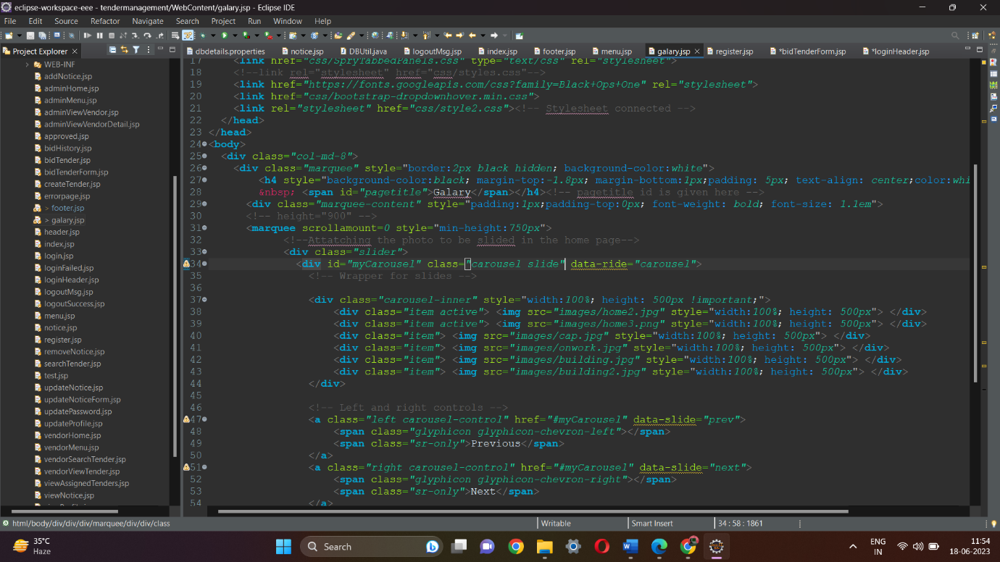 eclipse-workspace-eee - tendermanagement/WebContent/galary.jsp - Eclipse IDE
File Edit Source Refactor Navigate Search Project Run Window Help
Project Explorer
dbdetails.properties notice.jsp DBUtil.java logoutMsg.jsp index.jsp footer.jsp menu.jsp galary.jsp register.jsp *bidTenderForm.jsp *loginHeader.jsp
WEB-INF
addNotice.jsp
adminHome.jsp
adminMenu.jsp
adminViewVendor.jsp
adminViewVendorDetail.jsp
approved.jsp
bidHistory.jsp
bidTender.jsp
bidTenderForm.jsp
createTender.jsp
errorpage.jsp
> footer.jsp
> galary.jsp
header.jsp
index.jsp
login.jsp
loginFailed.jsp
loginHeader.jsp
logoutMsg.jsp
logoutSuccess.jsp
menu.jsp
notice.jsp
register.jsp
removeNotice.jsp
searchTender.jsp
test.jsp
updateNotice.jsp
updateNoticeForm.jsp
updatePassword.jsp
updateProfile.jsp
vendorHome.jsp
vendorMenu.jsp
vendorSearchTender.jsp
vendorViewTender.jsp
viewAssignedTenders.jsp
viewNotice.jsp
17 <link href="css/SpryTabbedPanels.css" type="text/css" rel="stylesheet">
18 <!--link rel="stylesheet" href="css/styles.css"-->
19 <link href="https://fonts.googleapis.com/css?family=Black+Ops+One" rel="stylesheet">
20 <link href="css/bootstrap-dropdownhover.min.css">
21 <link rel="stylesheet" href="css/style2.css"><!-- Stylesheet connected -->
22 </head>
23 </head>
24 <body>
25 <div class="col-md-8">
26 <div class="marquee" style="border:2px black hidden; background-color:white">
27 <h4 style="background-color:black; margin-top:-1.8px; margin-bottom:1px;padding: 5px; text-align: center;color:whi
28 &nbsp; <span id="pagetitle">Galary</span></h4><!-- pagetitle id is given here -->
29 <div class="marquee-content" style="padding:1px;padding-top:0px; font-weight: bold; font-size: 1.1em">
30 <!-- height="900" -->
31 <marquee scrollamount=0 style="min-height:750px">
32 <!--Attatching the photo to be slided in the home page-->
33 <div class="slider">
34 <div id="myCarousel" class="carousel slide" data-ride="carousel">
35 <!-- Wrapper for slides -->
36
37 <div class="carousel-inner" style="width:100%; height: 500px !important;">
38 <div class="item active"> <img src="images/home2.jpg" style="width:100%; height: 500px"> </div>
39 <div class="item active"> <img src="images/home3.png" style="width:100%; height: 500px"> </div>
40 <div class="item"> <img src="images/cap.jpg" style="width:100%; height: 500px"> </div>
41 <div class="item"> <img src="images/onwork.jpg" style="width:100%; height: 500px"> </div>
42 <div class="item"> <img src="images/building.jpg" style="width:100%; height: 500px"> </div>
43 <div class="item"> <img src="images/building2.jpg" style="width:100%; height: 500px"> </div>
44 </div>
45
46 <!-- Left and right controls -->
47 <a class="left carousel-control" href="#myCarousel" data-slide="prev">
48 <span class="glyphicon glyphicon-chevron-left"></span>
49 <span class="sr-only">Previous</span>
50 </a>
51 <a class="right carousel-control" href="#myCarousel" data-slide="next">
52 <span class="glyphicon glyphicon-chevron-right"></span>
53 <span class="sr-only">Next</span>
54 </a>
html/body/div/div/div/marquee/div/div/class Writable Smart Insert 34 : 58 : 1861
35°C
Haze
Search
ENG
IN
11:54
18-06-2023